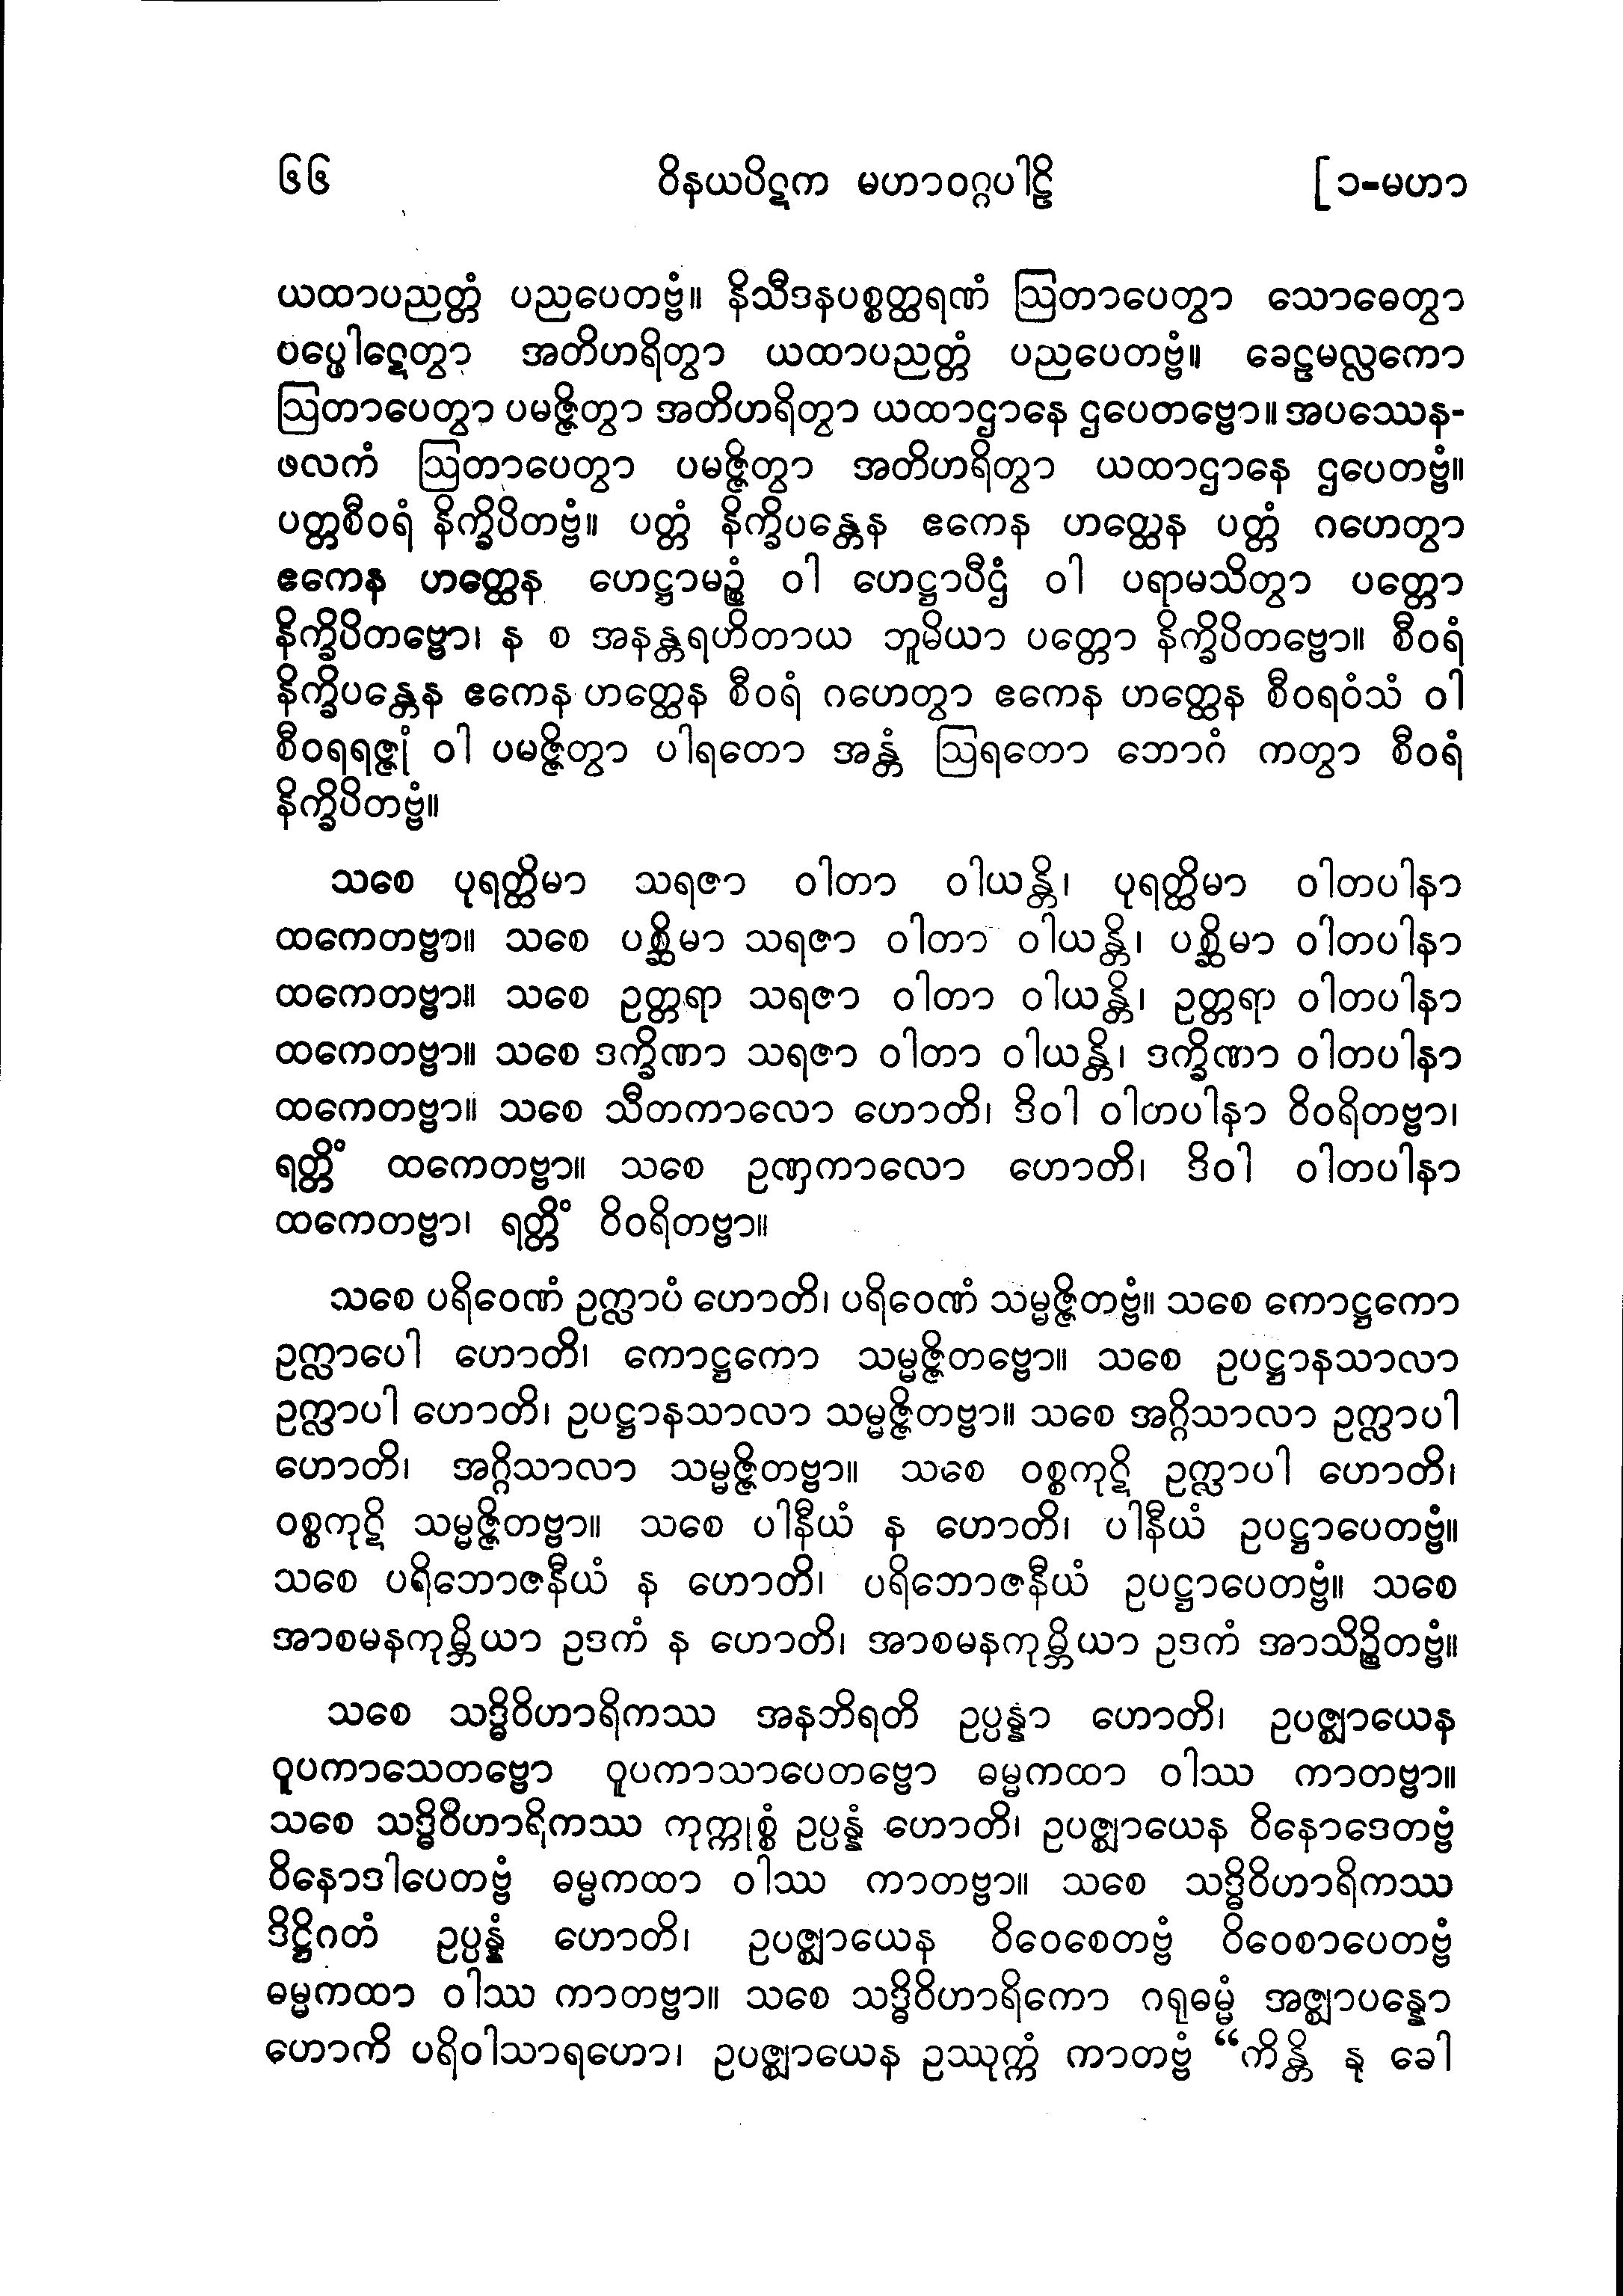 ၆၆ ဝိနယပိဋက မဟာဝဂ္ဂပါဠိ [၁-မဟာ
ယထာပညတ္တံ ပညပေတဗ္ဗံ။ နိသီဒနပစ္စတ္ထရဏံ ဩတာပေတွာ သောဓေတွာ
ပပ္ဖေါဋေတွာ အတိဟရိတွာ ယထာပညတ္တံ ပညပေတဗ္ဗံ။ ခေဠမလ္လကော
ဩတာပေတွာ ပမဇ္ဇိတွာ အတိဟရိတွာ ယထာဌာနေ ဌပေတဗ္ဗော။ အပဿေန-
ဖလကံ ဩတာပေတွာ ပမဇ္ဇိတွာ အတိဟရိတွာ ယထာဌာနေ ဌပေတဗ္ဗံ။
ပတ္တစီဝရံ နိက္ခိပိတဗ္ဗံ။ ပတ္တံ နိက္ခိပန္တေန ဧကေန ဟတ္ထေန ပတ္တံ ဂဟေတွာ
ဧကေန ဟတ္ထေန ဟေဋ္ဌာမဉ္စံ ဝါ ဟေဋ္ဌာပီဌံ ဝါ ပရာမသိတွာ ပတ္တော
နိက္ခိပိတဗ္ဗော၊ န စ အနန္တရဟိတာယ ဘူမိယာ ပတ္တော နိက္ခိပိတဗ္ဗော။ စီဝရံ
နိက္ခိပန္တေန ဧကေန ဟတ္ထေန စီဝရံ ဂဟေတွာ ဧကေန ဟတ္ထေန စီဝရဝံသံ ဝါ
စီဝရရဇ္ဇုံ ဝါ ပမဇ္ဇိတွာ ပါရတော အန္တံ ဩရတော ဘောဂံ ကတွာ စီဝရံ
နိက္ခိပိတဗ္ဗံ။
သစေ ပုရတ္ထိမာ သရဇာ ဝါတာ ဝါယန္တိ၊ ပုရတ္ထိမာ ဝါတပါနာ
ထကေတဗ္ဗာ။ သစေ ပစ္ဆိမာ သရဇာ ဝါတာ ဝါယန္တိ၊ ပစ္ဆိမာ ဝါတပါနာ
ထကေတဗ္ဗာ။ သစေ ဥတ္တရာ သရဇာ ဝါတာ ဝါယန္တိ၊ ဥတ္တရာ ဝါတပါနာ
ထကေတဗ္ဗာ။ သစေ ဒက္ခိဏာ သရဇာ ဝါတာ ဝါယန္တိ၊ ဒက္ခိဏာ ဝါတပါနာ
ထကေတဗ္ဗာ။ သစေ သီတကာလော ဟောတိ၊ ဒိဝါ ဝါတပါနာ ဝိဝရိတဗ္ဗာ၊
ရတ္တိံ ထကေတဗ္ဗာ။ သစေ ဥဏှကာလော ဟောတိ၊ ဒိဝါ ဝါတပါနာ
ထကေတဗ္ဗာ၊ ရတ္တိံ ဝိဝရိတဗ္ဗာ။
သစေ ပရိဝေဏံ ဥက္လာပံ ဟောတိ၊ ပရိဝေဏံ သမ္မဇ္ဇိတဗ္ဗံ။ သစေ ကောဋ္ဌကော
ဥက္လာပေါ ဟောတိ၊ ကောဋ္ဌကော သမ္မဇ္ဇိတဗ္ဗော။ သစေ ဥပဋ္ဌာနသာလာ
ဥက္လာပါ ဟောတိ၊ ဥပဋ္ဌာနသာလာ သမ္မဇ္ဇိတဗ္ဗာ။ သစေ အဂ္ဂိသာလာ ဥက္လာပါ
ဟောတိ၊ အဂ္ဂိသာလာ သမ္မဇ္ဇိတဗ္ဗာ။ သစေ ဝစ္စကုဋိ ဥက္လာပါ ဟောတိ၊
ဝစ္စကုဋိ သမ္မဇ္ဇိတဗ္ဗာ။ သစေ ပါနီယံ န ဟောတိ၊ ပါနီယံ ဥပဋ္ဌာပေတဗ္ဗံ။
သစေ ပရိဘောဇနီယံ န ဟောတိ၊ ပရိဘောဇနီယံ ဥပဋ္ဌာပေတဗ္ဗံ။ သစေ
အာစမနကုမ္ဘိယာ ဥဒကံ န ဟောတိ၊ အာစမနကုမ္ဘိယာ ဥဒကံ အာသိဉ္စိတဗ္ဗံ။
သစေ သဒ္ဓိဝိဟာရိကဿ အနဘိရတိ ဥပ္ပန္နာ ဟောတိ၊ ဥပဇ္ဈာယေန
ဝူပကာသေတဗ္ဗော ဝူပကာသာပေတဗ္ဗော ဓမ္မကထာ ဝါဿ ကာတဗ္ဗာ။
သစေ သဒ္ဓိဝိဟာရိကဿ ကုက္ကုစ္စံ ဥပ္ပန္နံ ဟောတိ၊ ဥပဇ္ဈာယေန ဝိနောဒေတဗ္ဗံ
ဝိနောဒါပေတဗ္ဗံ ဓမ္မကထာ ဝါဿ ကာတဗ္ဗာ။ သစေ သဒ္ဓိဝိဟာရိကဿ
ဒိဋ္ဌိဂတံ ဥပ္ပန္နံ ဟောတိ၊ ဥပဇ္ဈာယေန ဝိဝေစေတဗ္ဗံ ဝိဝေစာပေတဗ္ဗံ
ဓမ္မကထာ ဝါဿ ကာတဗ္ဗာ။ သစေ သဒ္ဓိဝိဟာရိကော ဂရုဓမ္မံ အဇ္ဈာပန္နော
ဟောကိ ပရိဝါသာရဟော၊ ဥပဇ္ဈာယေန ဥဿုက္ကံ ကာတဗ္ဗံ “ကိန္တိ နု ခေါ